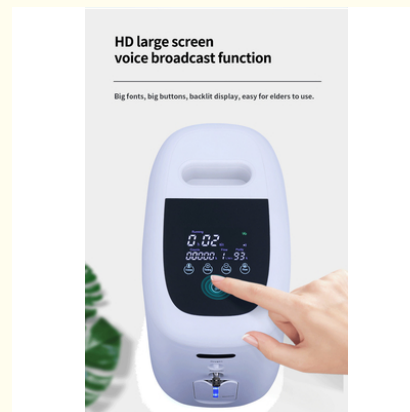 HD large screen
voice broadcast function
Big fonts, big buttons, backlit display, easy for elders to use.
0:02
00000 1 93